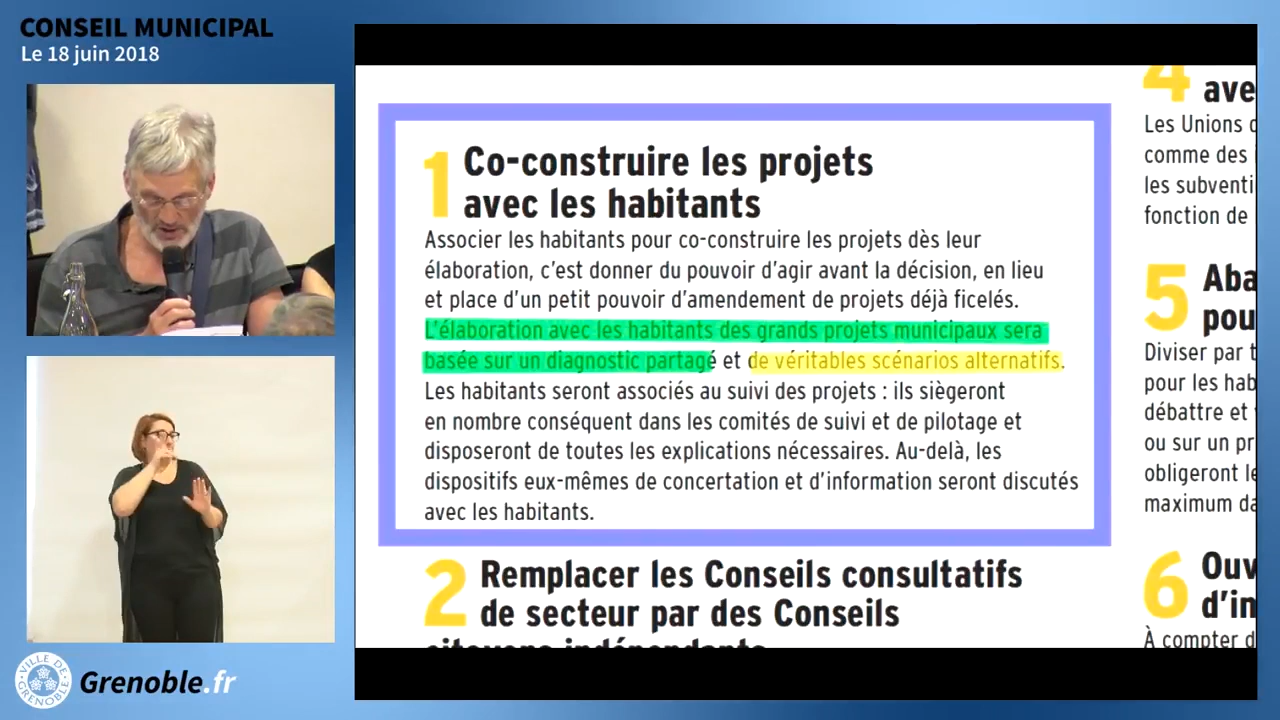 CONSEIL MUNICIPAL
Le 18 juin 2018
1 Co-construire les projets
avec les habitants
Associer les habitants pour co-construire les projets dès leur
élaboration, c'est donner du pouvoir d'agir avant la décision, en lieu
et place d'un petit pouvoir d'amendement de projets déjà ficelés.
L'élaboration avec les habitants des grands projets municipaux sera
basée sur un diagnostic partagé et de véritables scénarios alternatifs.
Les habitants seront associés au suivi des projets : ils siègeront
en nombre conséquent dans les comités de suivi et de pilotage et
disposeront de toutes les explications nécessaires. Au-delà, les
dispositifs eux-mêmes de concertation et d'information seront discutés
avec les habitants.
2 Remplacer les Conseils consultatifs
de secteur par des Conseils
citoyens indépendants
4
ave
Les Unions
comme des
les subventi
fonction de
5 Aba
pou
Diviser par t
pour les hab
débattre et
ou sur un pr
obligeront le
maximum da
6 Ouv
d'in
À compter d
VILLE DE GRENOBLE
Grenoble.fr